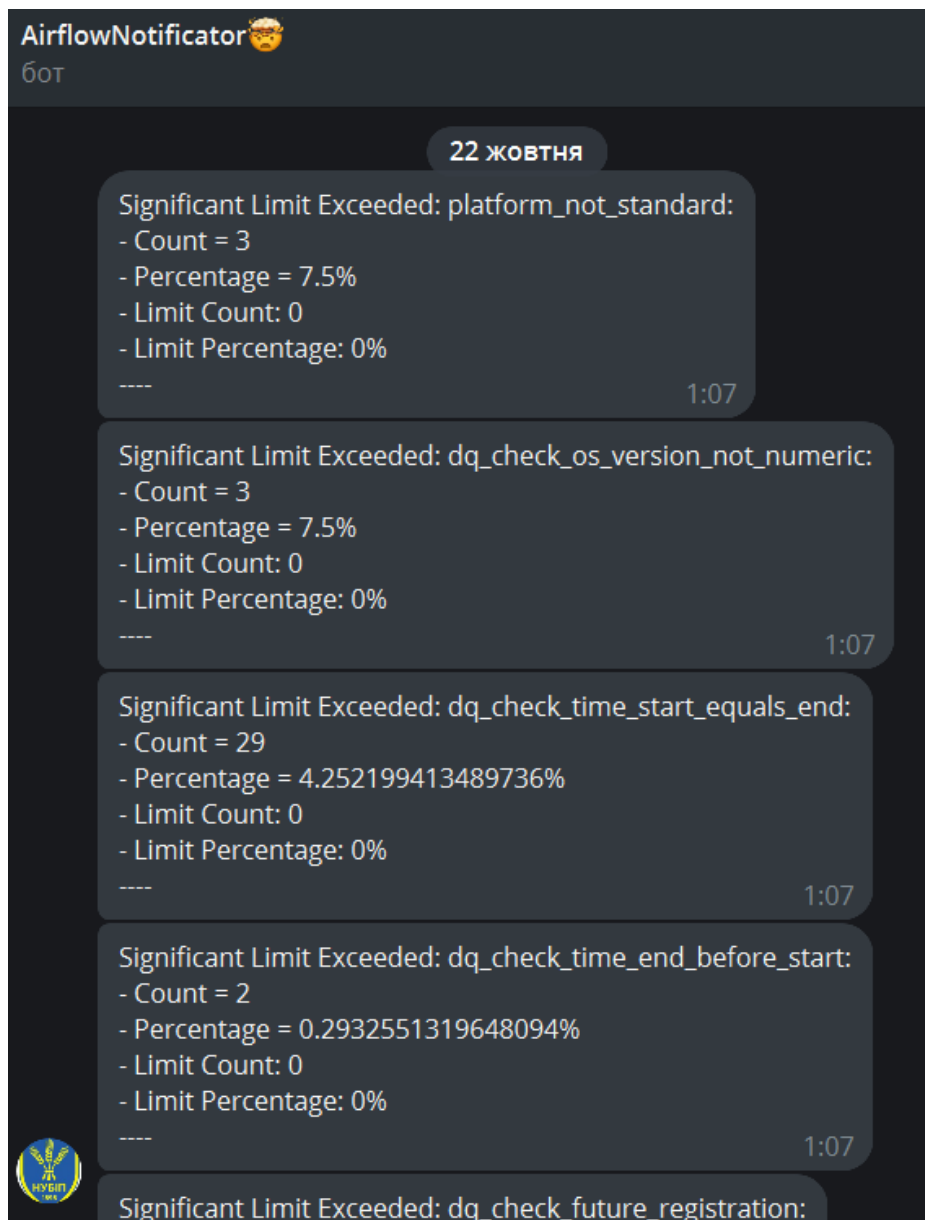 AirflowNotificator🤯
бот
22 жовтня
Significant Limit Exceeded: platform_not_standard:
- Count = 3
- Percentage = 7.5%
- Limit Count: 0
- Limit Percentage: 0%
----
1:07
Significant Limit Exceeded: dq_check_os_version_not_numeric:
- Count = 3
- Percentage = 7.5%
- Limit Count: 0
- Limit Percentage: 0%
----
1:07
Significant Limit Exceeded: dq_check_time_start_equals_end:
- Count = 29
- Percentage = 4.252199413489736%
- Limit Count: 0
- Limit Percentage: 0%
----
1:07
Significant Limit Exceeded: dq_check_time_end_before_start:
- Count = 2
- Percentage = 0.2932551319648094%
- Limit Count: 0
- Limit Percentage: 0%
----
1:07
НУБІП
Significant Limit Exceeded: dq_check_future_registration: